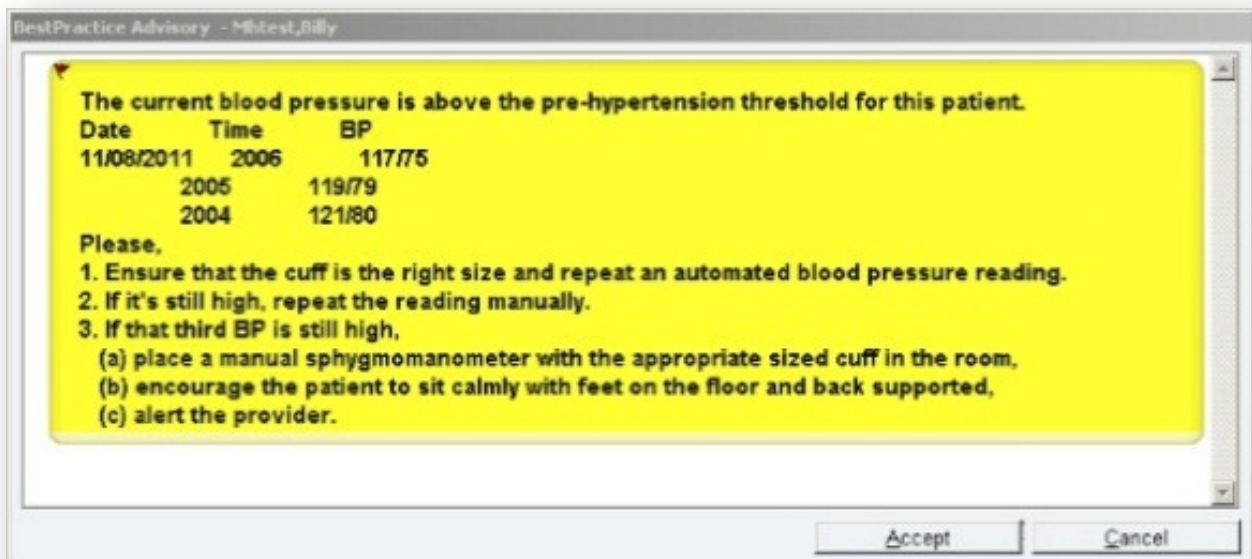 BestPractice Advisory - Mhtest,Billy
The current blood pressure is above the pre-hypertension threshold for this patient.
Date Time BP
11/08/2011 2006 117/75
2005 119/79
2004 121/80
Please,
1. Ensure that the cuff is the right size and repeat an automated blood pressure reading.
2. If it's still high, repeat the reading manually.
3. If that third BP is still high,
(a) place a manual sphygmomanometer with the appropriate sized cuff in the room,
(b) encourage the patient to sit calmly with feet on the floor and back supported,
(c) alert the provider.
Accept Cancel